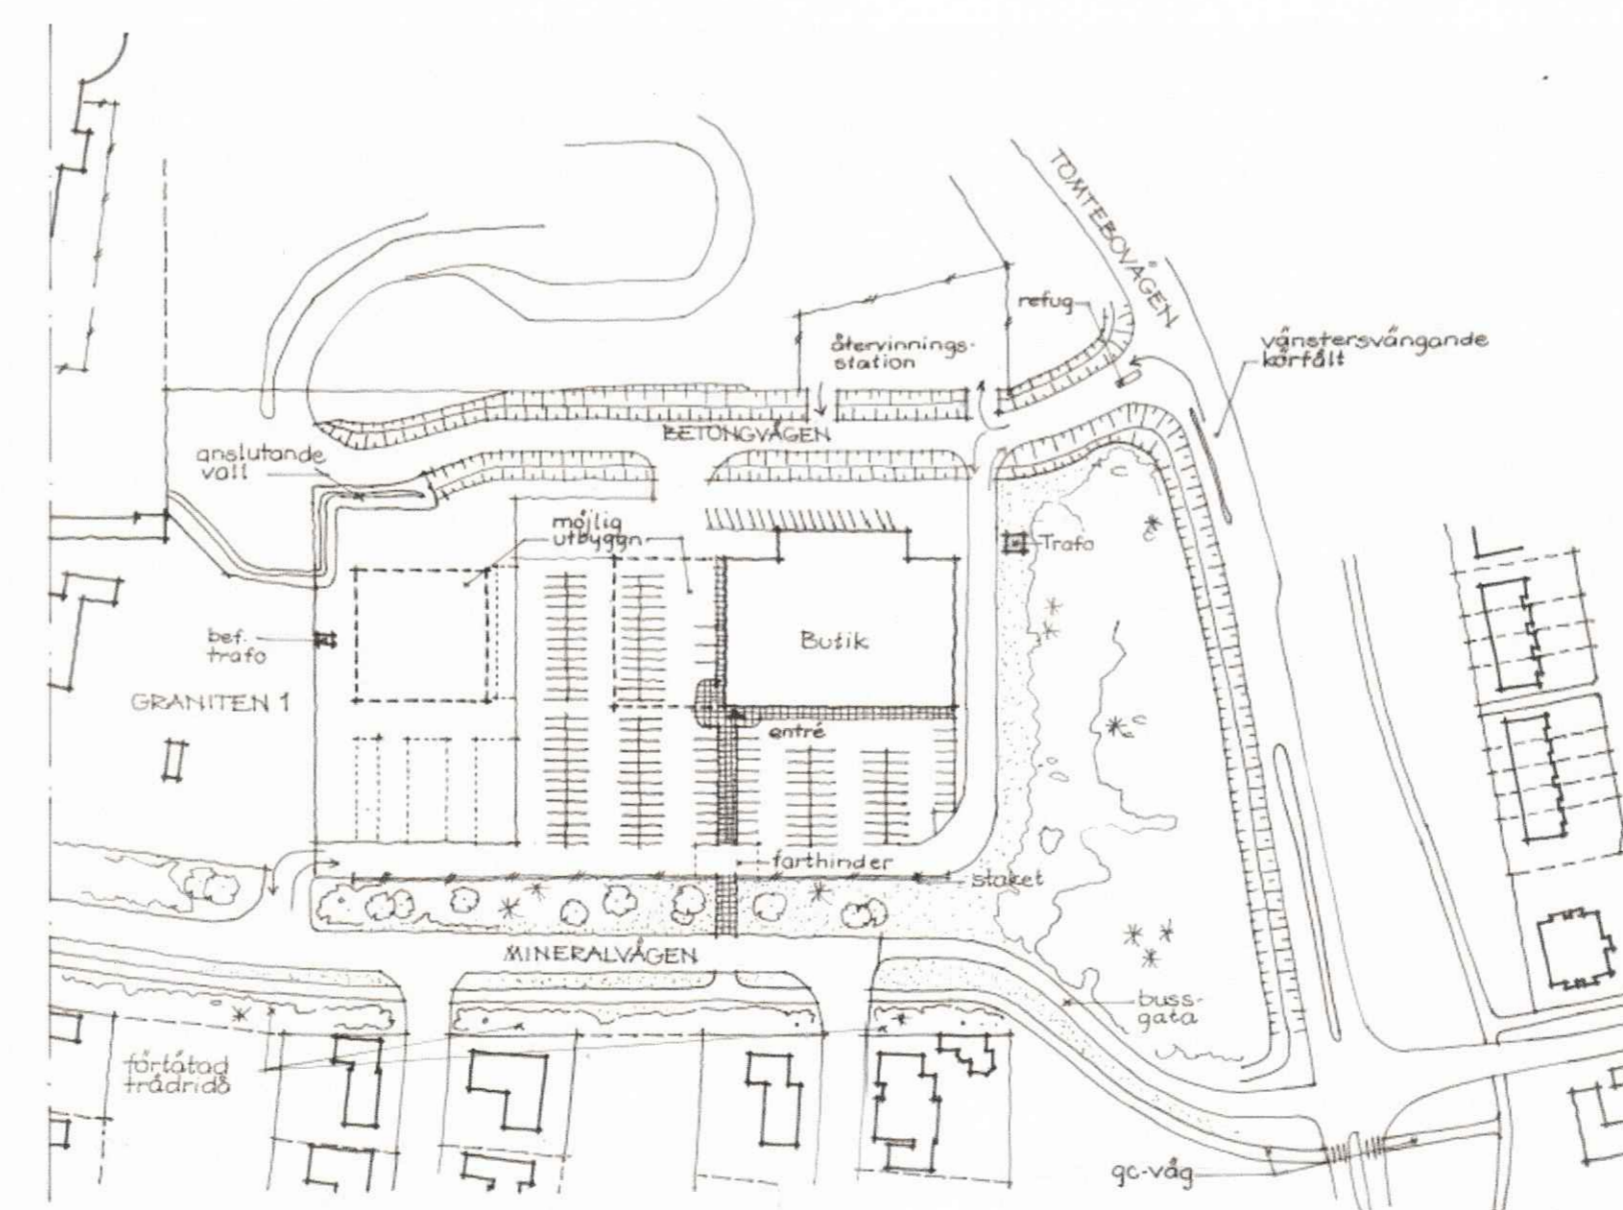 TOMTEBOVÄGEN
refug
vänstersvängande
körfält
återvinnings-
station
BETONGVÄGEN
anslutande
vall
möjlig
utbyggn
Trafo
bef.
trafo
Butik
GRANITEN 1
entré
farthinder
staket
MINERALVÄGEN
buss-
gata
förtätad
trädridå
gc-väg